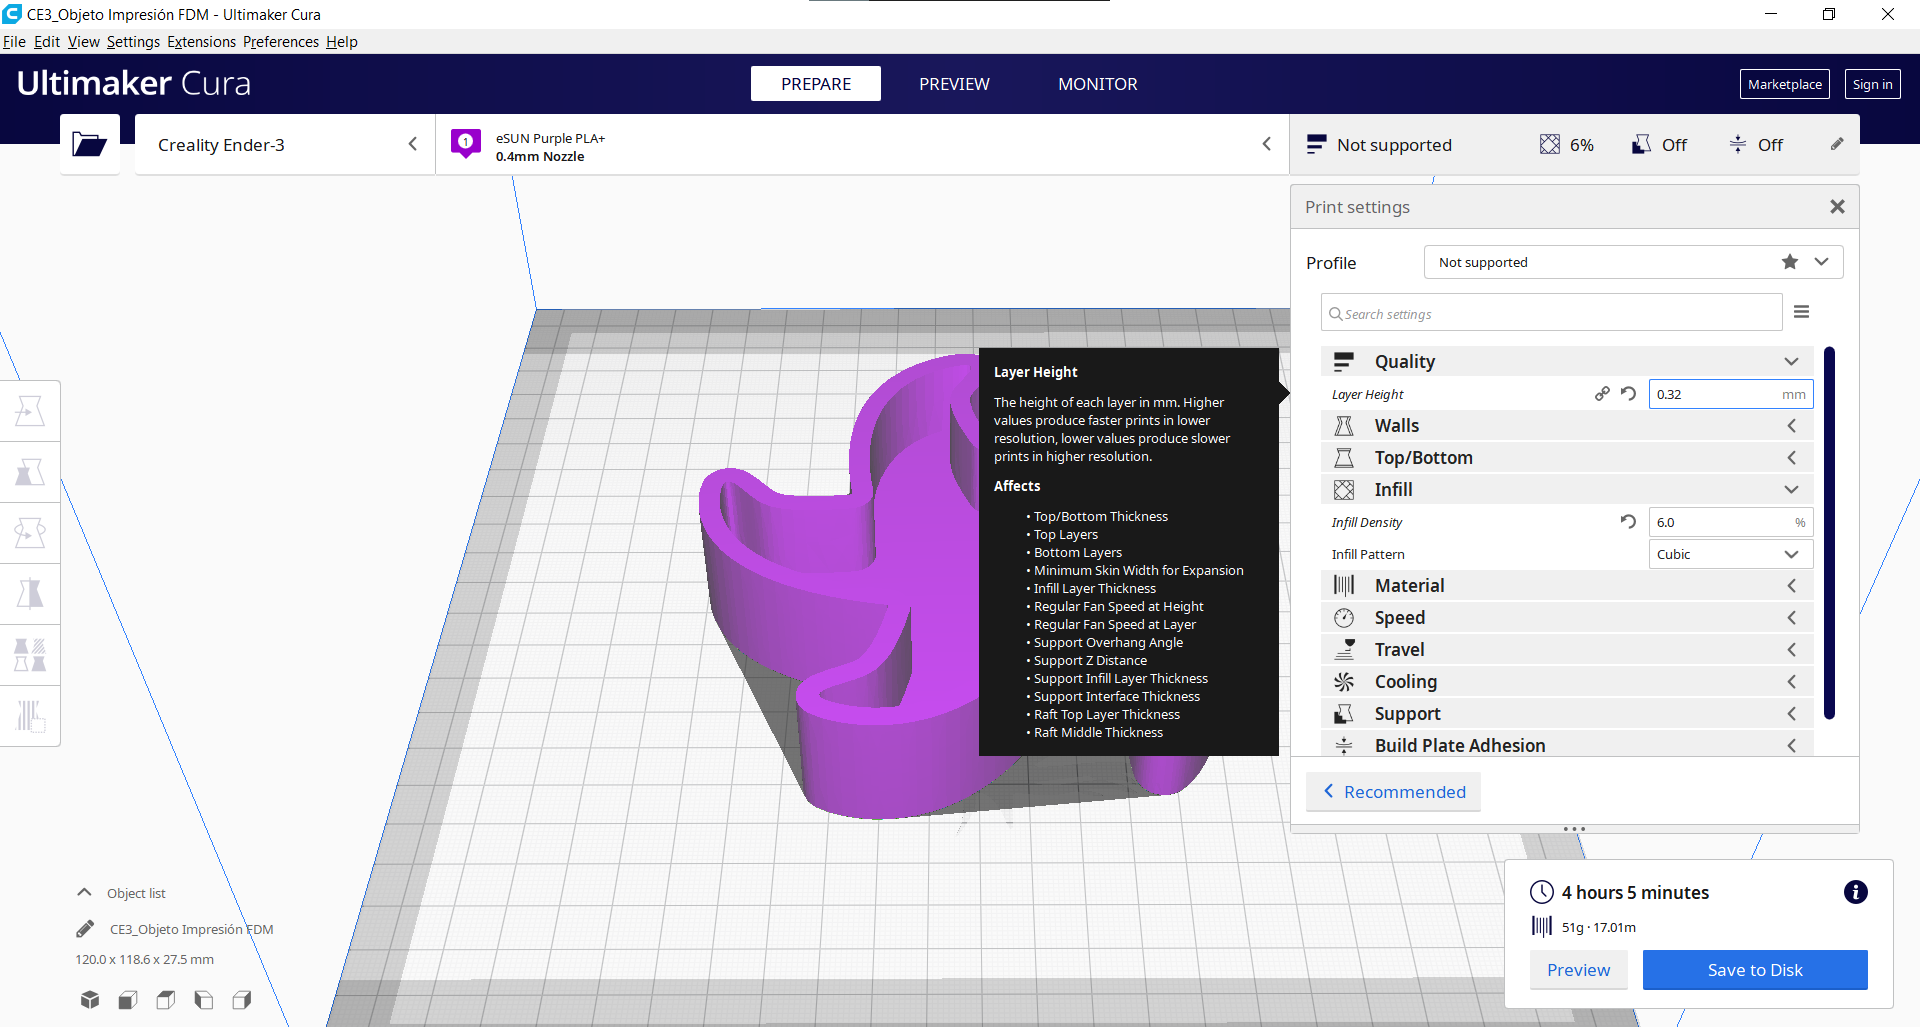 CE3_Objeto Impresión FDM - Ultimaker Cura
File Edit View Settings Extensions Preferences Help
Ultimaker Cura
PREPARE
PREVIEW
MONITOR
Marketplace
Sign in
Creality Ender-3
1
eSUN Purple PLA+
0.4mm Nozzle
Not supported
6%
Off
Off
Print settings
Profile
Not supported
Search settings
Quality
Layer Height
0.32 mm
Walls
Top/Bottom
Infill
Infill Density
6.0 %
Infill Pattern
Cubic
Material
Speed
Travel
Cooling
Support
Build Plate Adhesion
Recommended
Layer Height
The height of each layer in mm. Higher
values produce faster prints in lower
resolution, lower values produce slower
prints in higher resolution.
Affects
• Top/Bottom Thickness
• Top Layers
• Bottom Layers
• Minimum Skin Width for Expansion
• Infill Layer Thickness
• Regular Fan Speed at Height
• Regular Fan Speed at Layer
• Support Overhang Angle
• Support Z Distance
• Support Infill Layer Thickness
• Support Interface Thickness
• Raft Top Layer Thickness
• Raft Middle Thickness
Object list
CE3_Objeto Impresión FDM
120.0 x 118.6 x 27.5 mm
4 hours 5 minutes
51g · 17.01m
Preview
Save to Disk